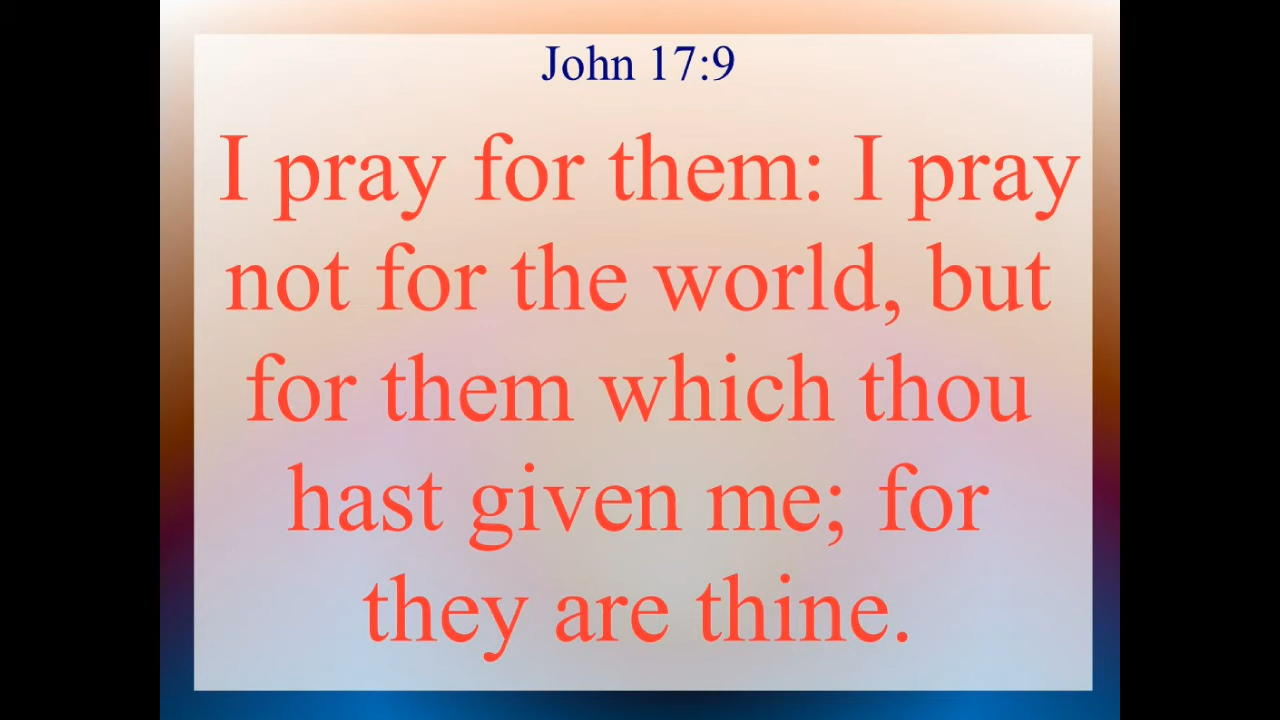 John 17:9
I pray for them: I pray
not for the world, but
for them which thou
hast given me; for
they are thine.